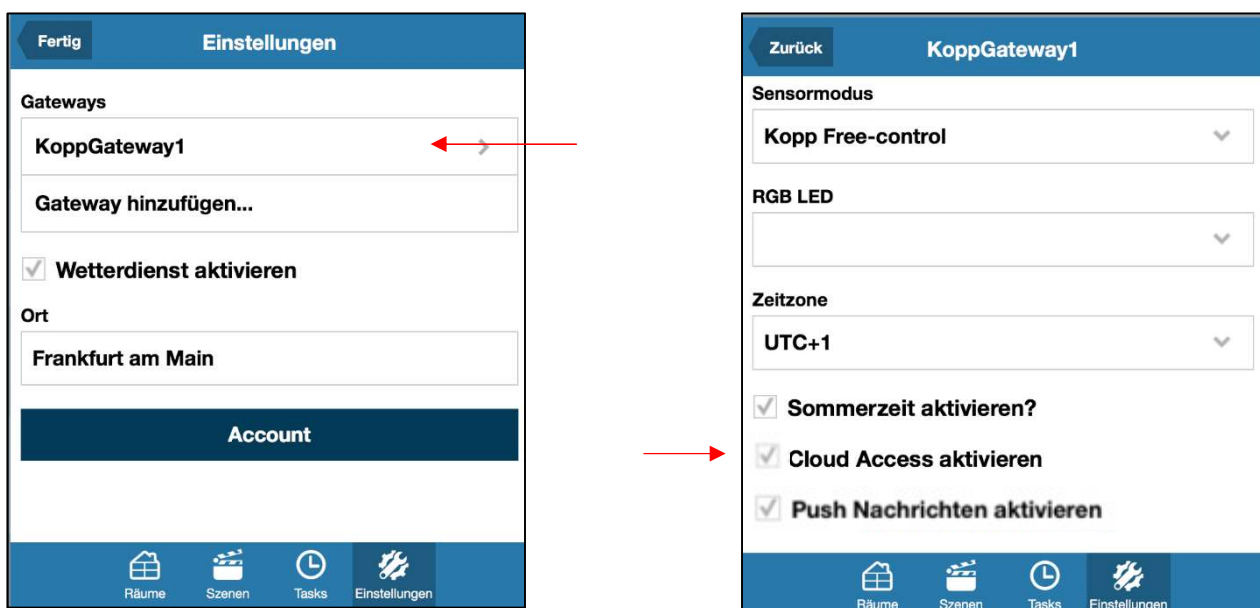 Fertig
Einstellungen
Gateways
KoppGateway1
Gateway hinzufügen...
Wetterdienst aktivieren
Ort
Frankfurt am Main
Account
Räume
Szenen
Tasks
Einstellungen
Zurück
KoppGateway1
Sensormodus
Kopp Free-control
RGB LED
Zeitzone
UTC+1
Sommerzeit aktivieren?
Cloud Access aktivieren
Push Nachrichten aktivieren
Räume
Szenen
Tasks
Einstellungen